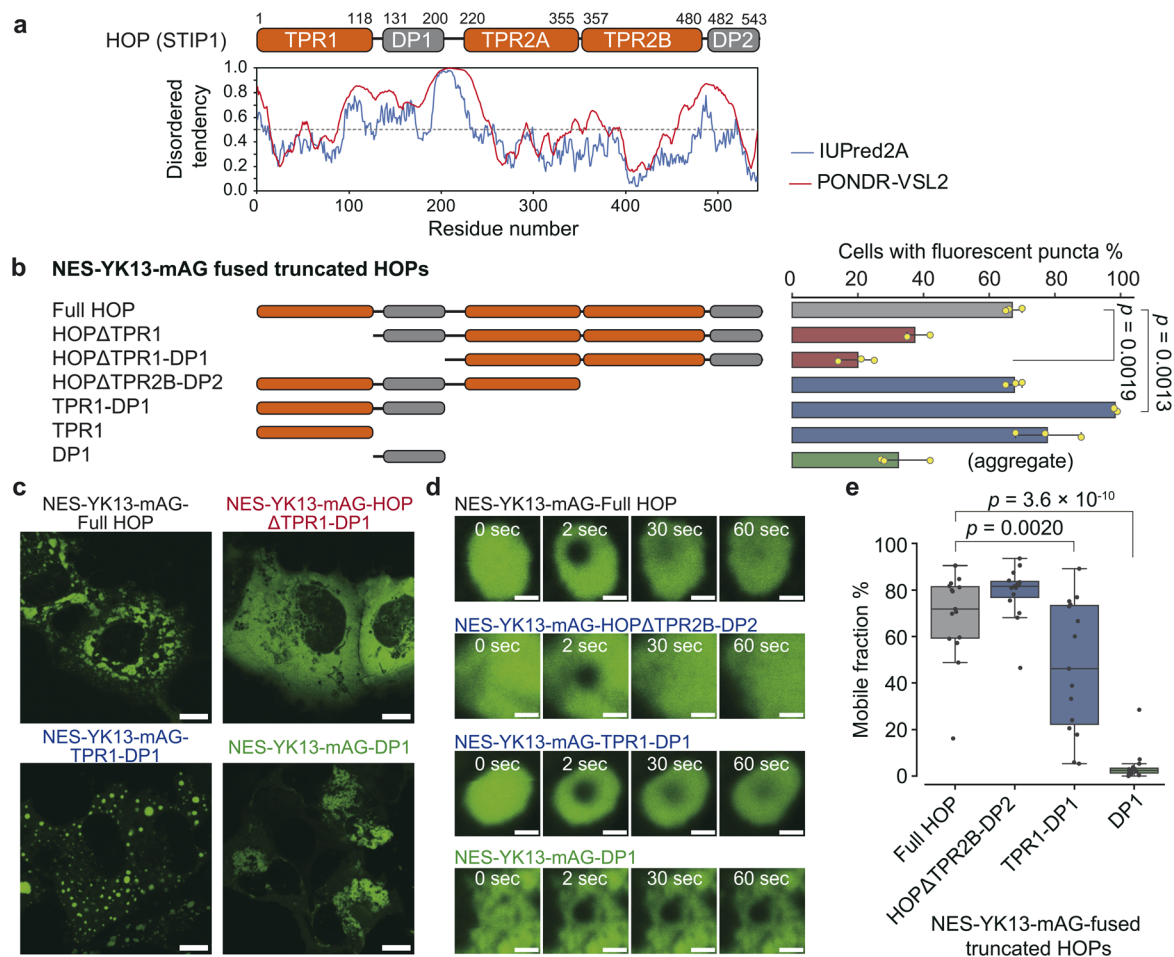 a
1 118 131 200 220 355 357 480 482 543
HOP (STIP1)
TPR1 DP1 TPR2A TPR2B DP2
Disordered
tendency
1.0
0.8
0.6
0.4
0.2
0.0
0 100 200 300 400 500
Residue number
IUPred2A
PONDR-VSL2
b NES-YK13-mAG fused truncated HOPs
Cells with fluorescent puncta %
0 20 40 60 80 100
Full HOP
HOPΔTPR1
HOPΔTPR1-DP1
HOPΔTPR2B-DP2
TPR1-DP1
TPR1
DP1
(aggregate)
p = 0.0019
p = 0.0013
c
NES-YK13-mAG-
Full HOP
NES-YK13-mAG-HOP
ΔTPR1-DP1
NES-YK13-mAG-
TPR1-DP1
NES-YK13-mAG-DP1
d
NES-YK13-mAG-Full HOP
0 sec 2 sec 30 sec 60 sec
NES-YK13-mAG-HOPΔTPR2B-DP2
0 sec 2 sec 30 sec 60 sec
NES-YK13-mAG-TPR1-DP1
0 sec 2 sec 30 sec 60 sec
NES-YK13-mAG-DP1
0 sec 2 sec 30 sec 60 sec
e
p = 3.6 × 10⁻¹⁰
p = 0.0020
Mobile fraction %
100
80
60
40
20
0
Full HOP
HOPΔTPR2B-DP2
TPR1-DP1
DP1
NES-YK13-mAG-fused
truncated HOPs